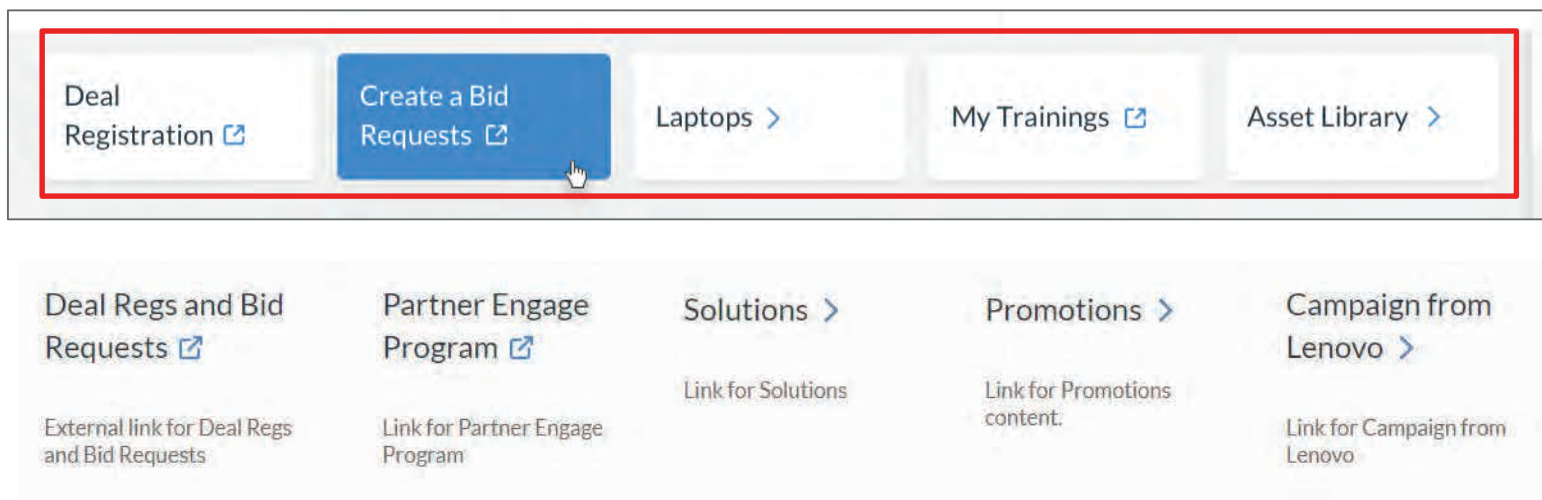 Deal
Registration
Create a Bid
Requests
Laptops
My Trainings
Asset Library
Deal Regs and Bid
Requests
External link for Deal Regs
and Bid Requests
Partner Engage
Program
Link for Partner Engage
Program
Solutions
Link for Solutions
Promotions
Link for Promotions
content.
Campaign from
Lenovo
Link for Campaign from
Lenovo